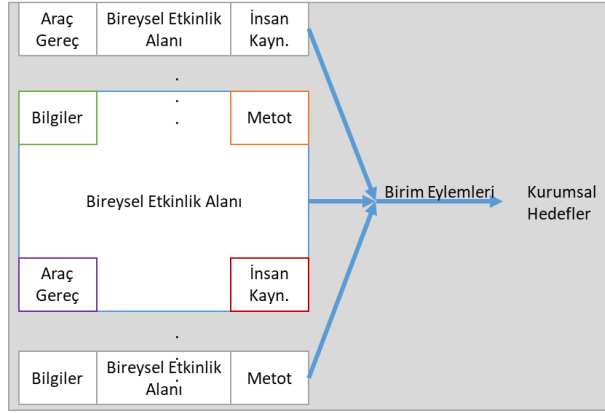 Araç
Gereç
Bireysel Etkinlik
Alanı
İnsan
Kayn.
Bilgiler
Metot
Bireysel Etkinlik Alanı
Birim Eylemleri
Kurumsal
Hedefler
Araç
Gereç
İnsan
Kayn.
Bilgiler
Bireysel Etkinlik
Alanı
Metot